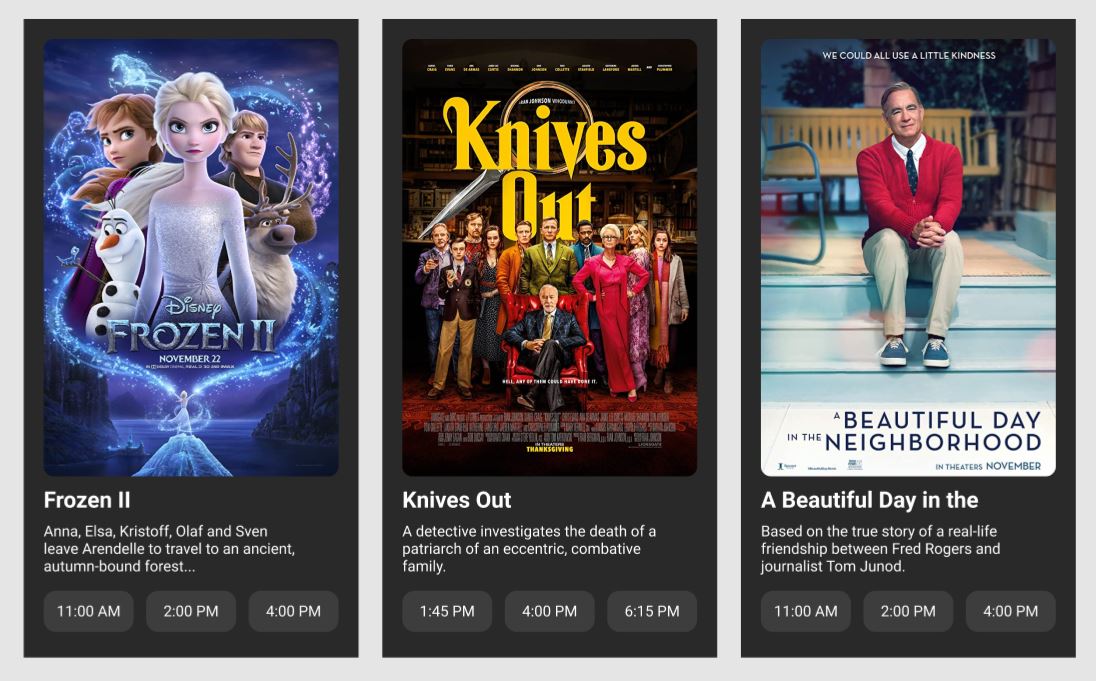 Disney
FROZEN II
NOVEMBER 22
Frozen II
Anna, Elsa, Kristoff, Olaf and Sven
leave Arendelle to travel to an ancient,
autumn-bound forest...
11:00 AM
2:00 PM
4:00 PM
Knives
Out
HELL, ANY OF THEM COULD HAVE DONE IT.
IN THEATERS
THANKSGIVING
LIONSGATE
Knives Out
A detective investigates the death of a
patriarch of an eccentric, combative
family.
1:45 PM
4:00 PM
6:15 PM
WE COULD ALL USE A LITTLE KINDNESS
A BEAUTIFUL DAY
IN THE NEIGHBORHOOD
IN THEATERS NOVEMBER
A Beautiful Day in the
Based on the true story of a real-life
friendship between Fred Rogers and
journalist Tom Junod.
11:00 AM
2:00 PM
4:00 PM